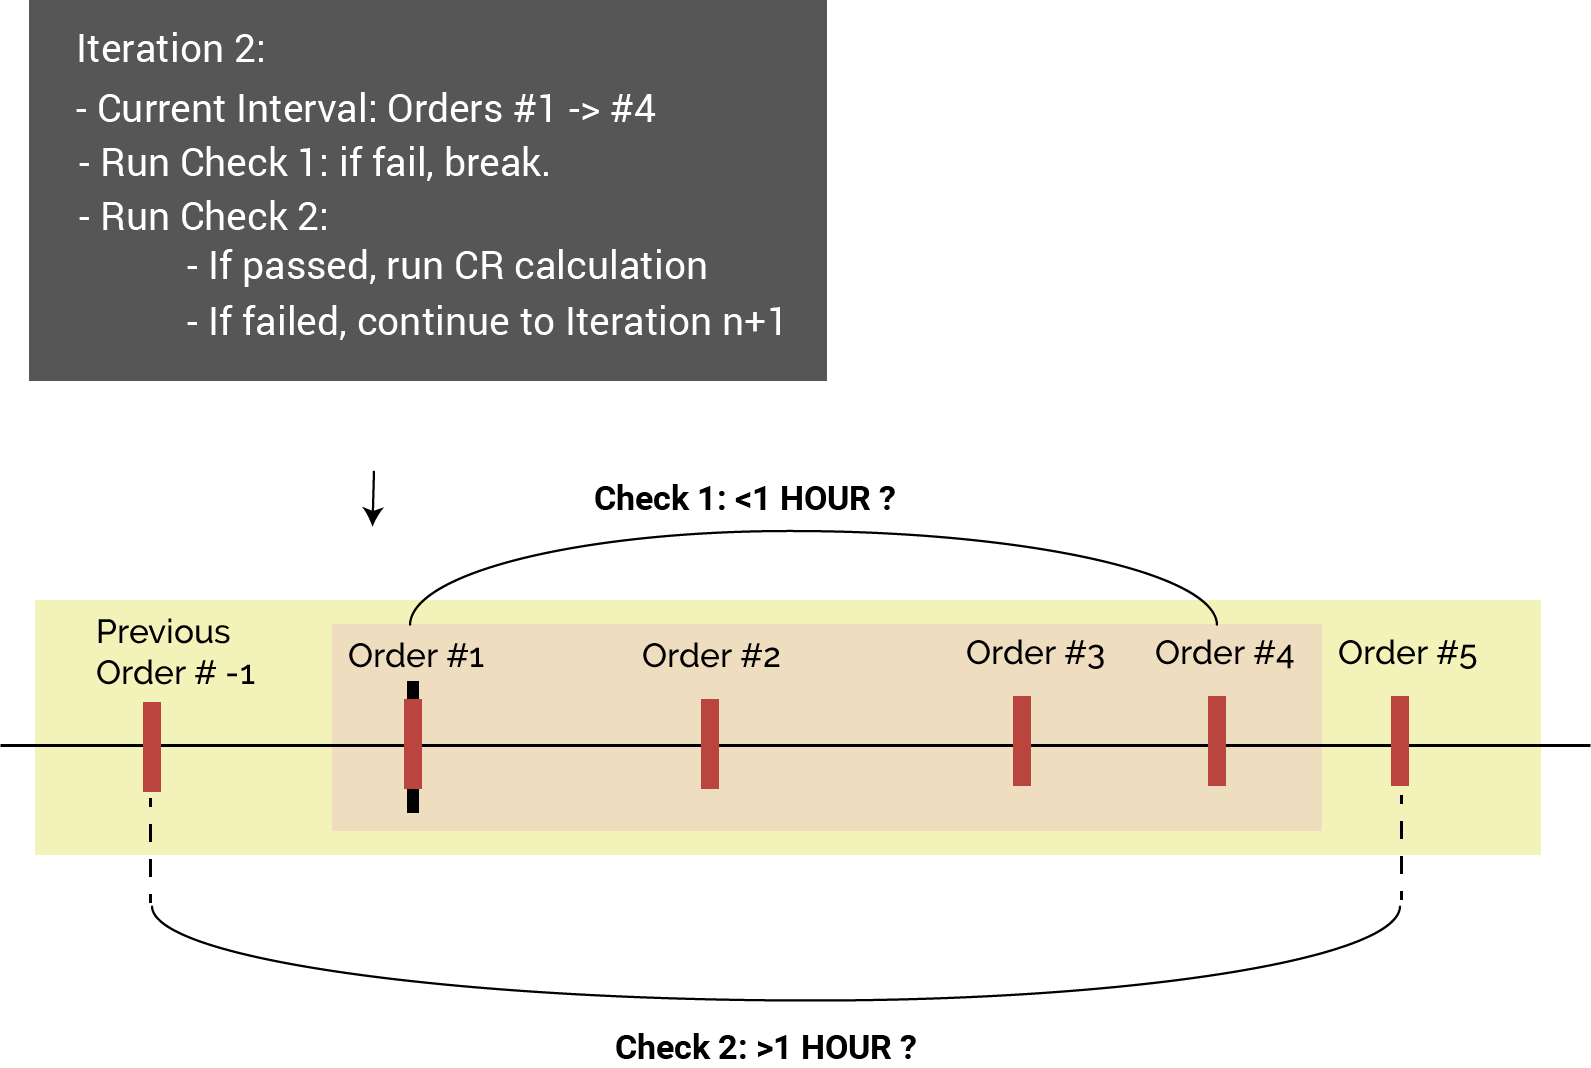 Iteration 2:
- Current Interval: Orders #1 -> #4
- Run Check 1: if fail, break.
- Run Check 2:
- If passed, run CR calculation
- If failed, continue to Iteration n+1
Check 1: <1 HOUR ?
Previous
Order # -1
Order #1
Order #2
Order #3
Order #4
Order #5
Check 2: >1 HOUR ?